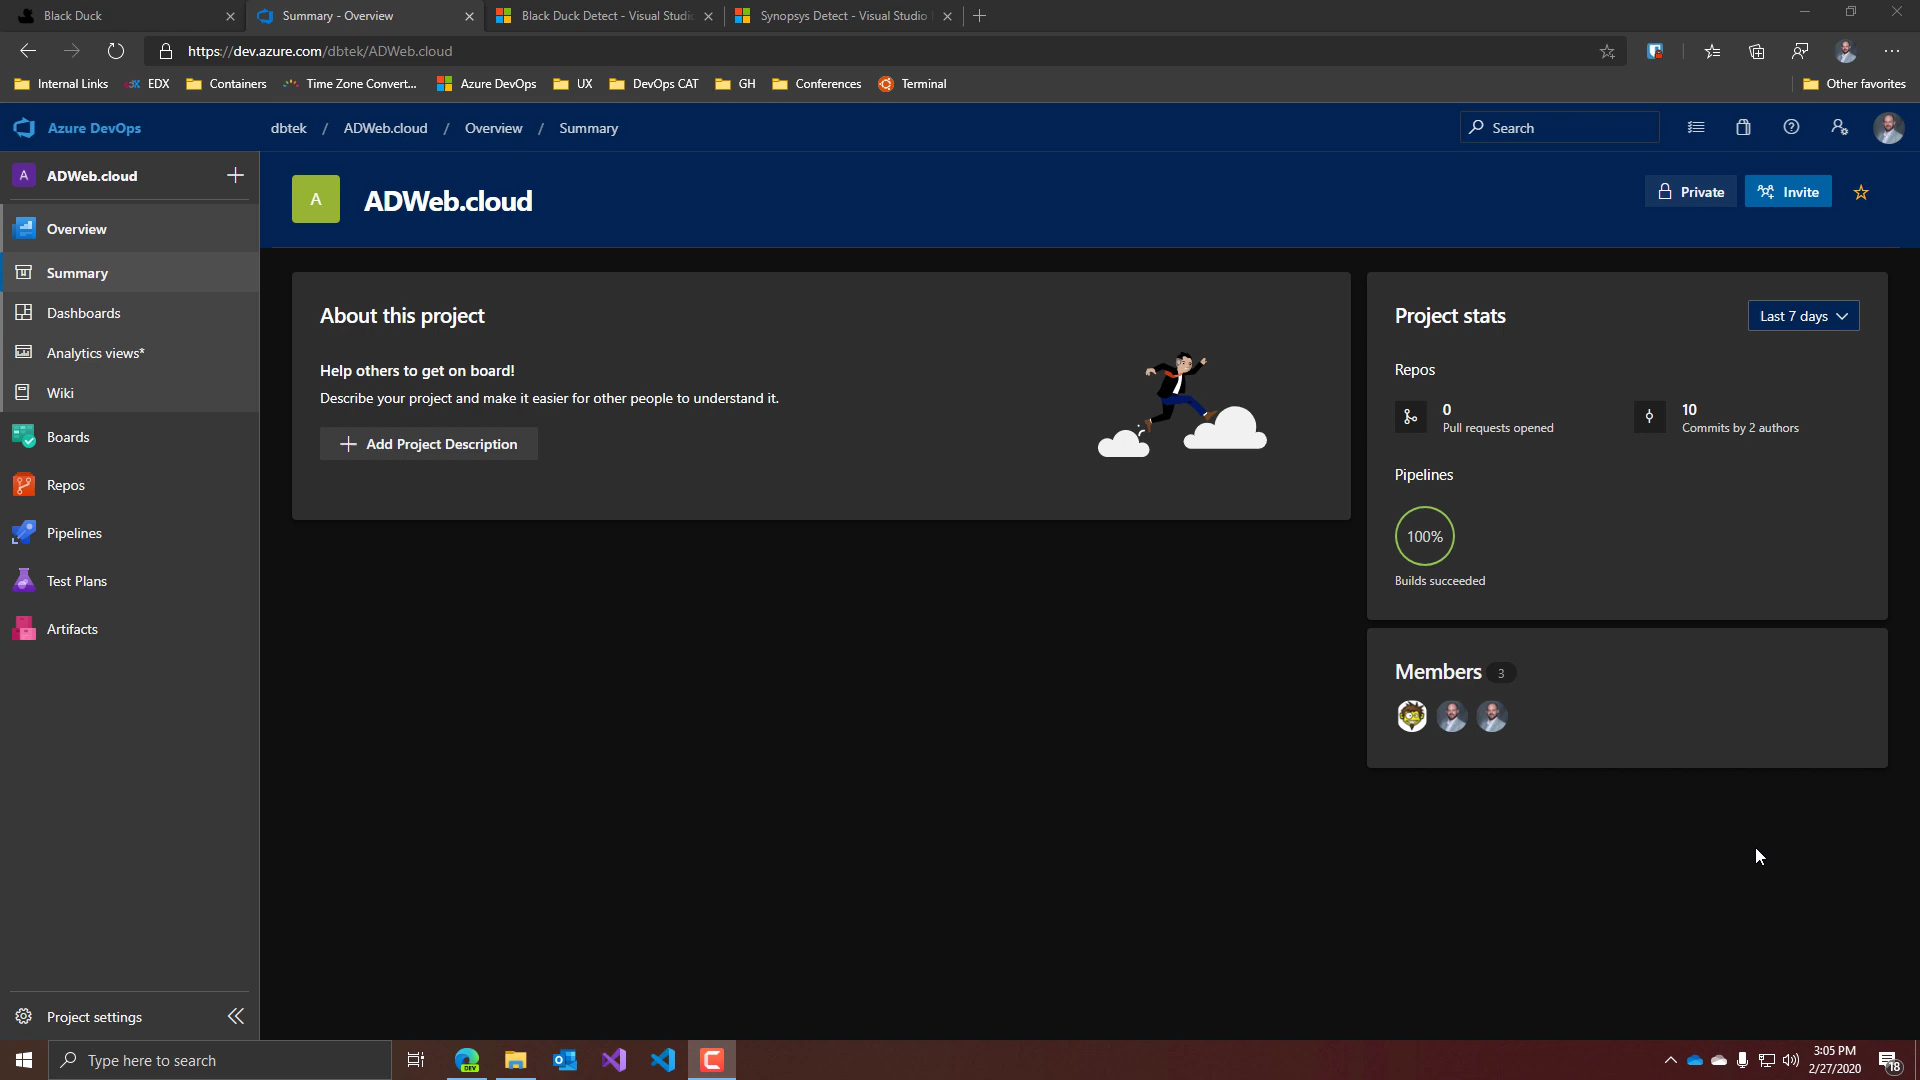 Black Duck
Summary - Overview
Black Duck Detect - Visual Studi
Synopsys Detect - Visual Studio
https://dev.azure.com/dbtek/ADWeb.cloud
Internal Links
EDX
Containers
Time Zone Convert...
Azure DevOps
UX
DevOps CAT
GH
Conferences
Terminal
Other favorites
Azure DevOps
dbtek / ADWeb.cloud / Overview / Summary
Search
A
ADWeb.cloud
Overview
Summary
Dashboards
Analytics views*
Wiki
Boards
Repos
Pipelines
Test Plans
Artifacts
Project settings
A
ADWeb.cloud
Private
Invite
About this project
Help others to get on board!
Describe your project and make it easier for other people to understand it.
Add Project Description
Project stats
Last 7 days
Repos
0
Pull requests opened
10
Commits by 2 authors
Pipelines
100%
Builds succeeded
Members 3
Type here to search
DEV
3:05 PM
2/27/2020
18